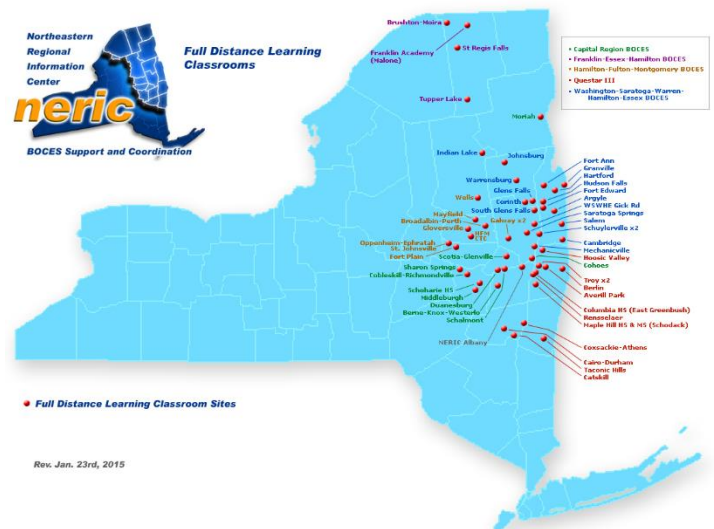 Northeastern
Regional
Information
Center
neric
BOCES Support and Coordination
Full Distance Learning
Classrooms
Capital Region BOCES
Franklin-Essex-Hamilton BOCES
Hamilton-Fulton-Montgomery BOCES
Questar III
Washington-Saratoga-Warren-
Hamilton-Essex BOCES
Brushton-Moira
Franklin Academy
(Malone)
St Regis Falls
Tupper Lake
Moriah
Indian Lake
Johnsburg
Warrensburg
Glens Falls
Corinth
South Glens Falls
Galway x2
Wells
Mayfield
Broadalbin-Perth
Gloversville
HFM
CTC
Oppenheim-Ephratah
St. Johnsville
Fort Plain
Scotia-Glenville
Sharon Springs
Cobleskill-Richmondville
Schoharie HS
Middleburgh
Duanesburg
Berne-Knox-Westerlo
Schalmont
NERIC Albany
Fort Ann
Granville
Hartford
Hudson Falls
Fort Edward
Argyle
WSWHE Gick Rd
Saratoga Springs
Salem
Schuylerville x2
Cambridge
Mechanicville
Hoosic Valley
Cohoes
Troy x2
Berlin
Averill Park
Columbia HS (East Greenbush)
Rensselaer
Maple Hill HS & MS (Schodack)
Coxsackie-Athens
Cairo-Durham
Taconic Hills
Catskill
Full Distance Learning Classroom Sites
Rev. Jan. 23rd, 2015